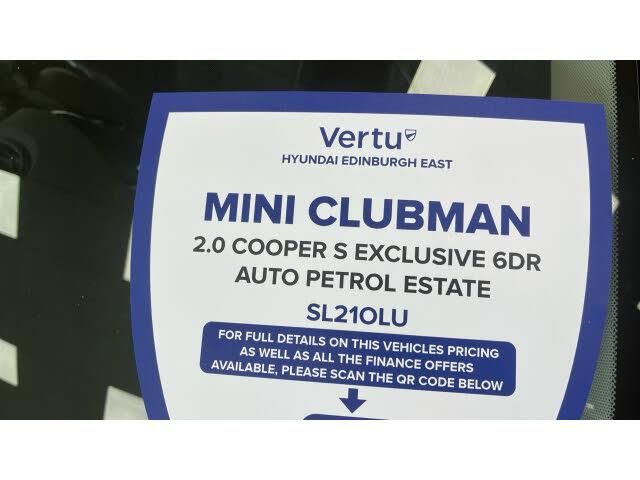 Vertu
HYUNDAI EDINBURGH EAST
MINI CLUBMAN
2.0 COOPER S EXCLUSIVE 6DR
AUTO PETROL ESTATE
SL21OLU
FOR FULL DETAILS ON THIS VEHICLES PRICING
AS WELL AS ALL THE FINANCE OFFERS
AVAILABLE, PLEASE SCAN THE QR CODE BELOW